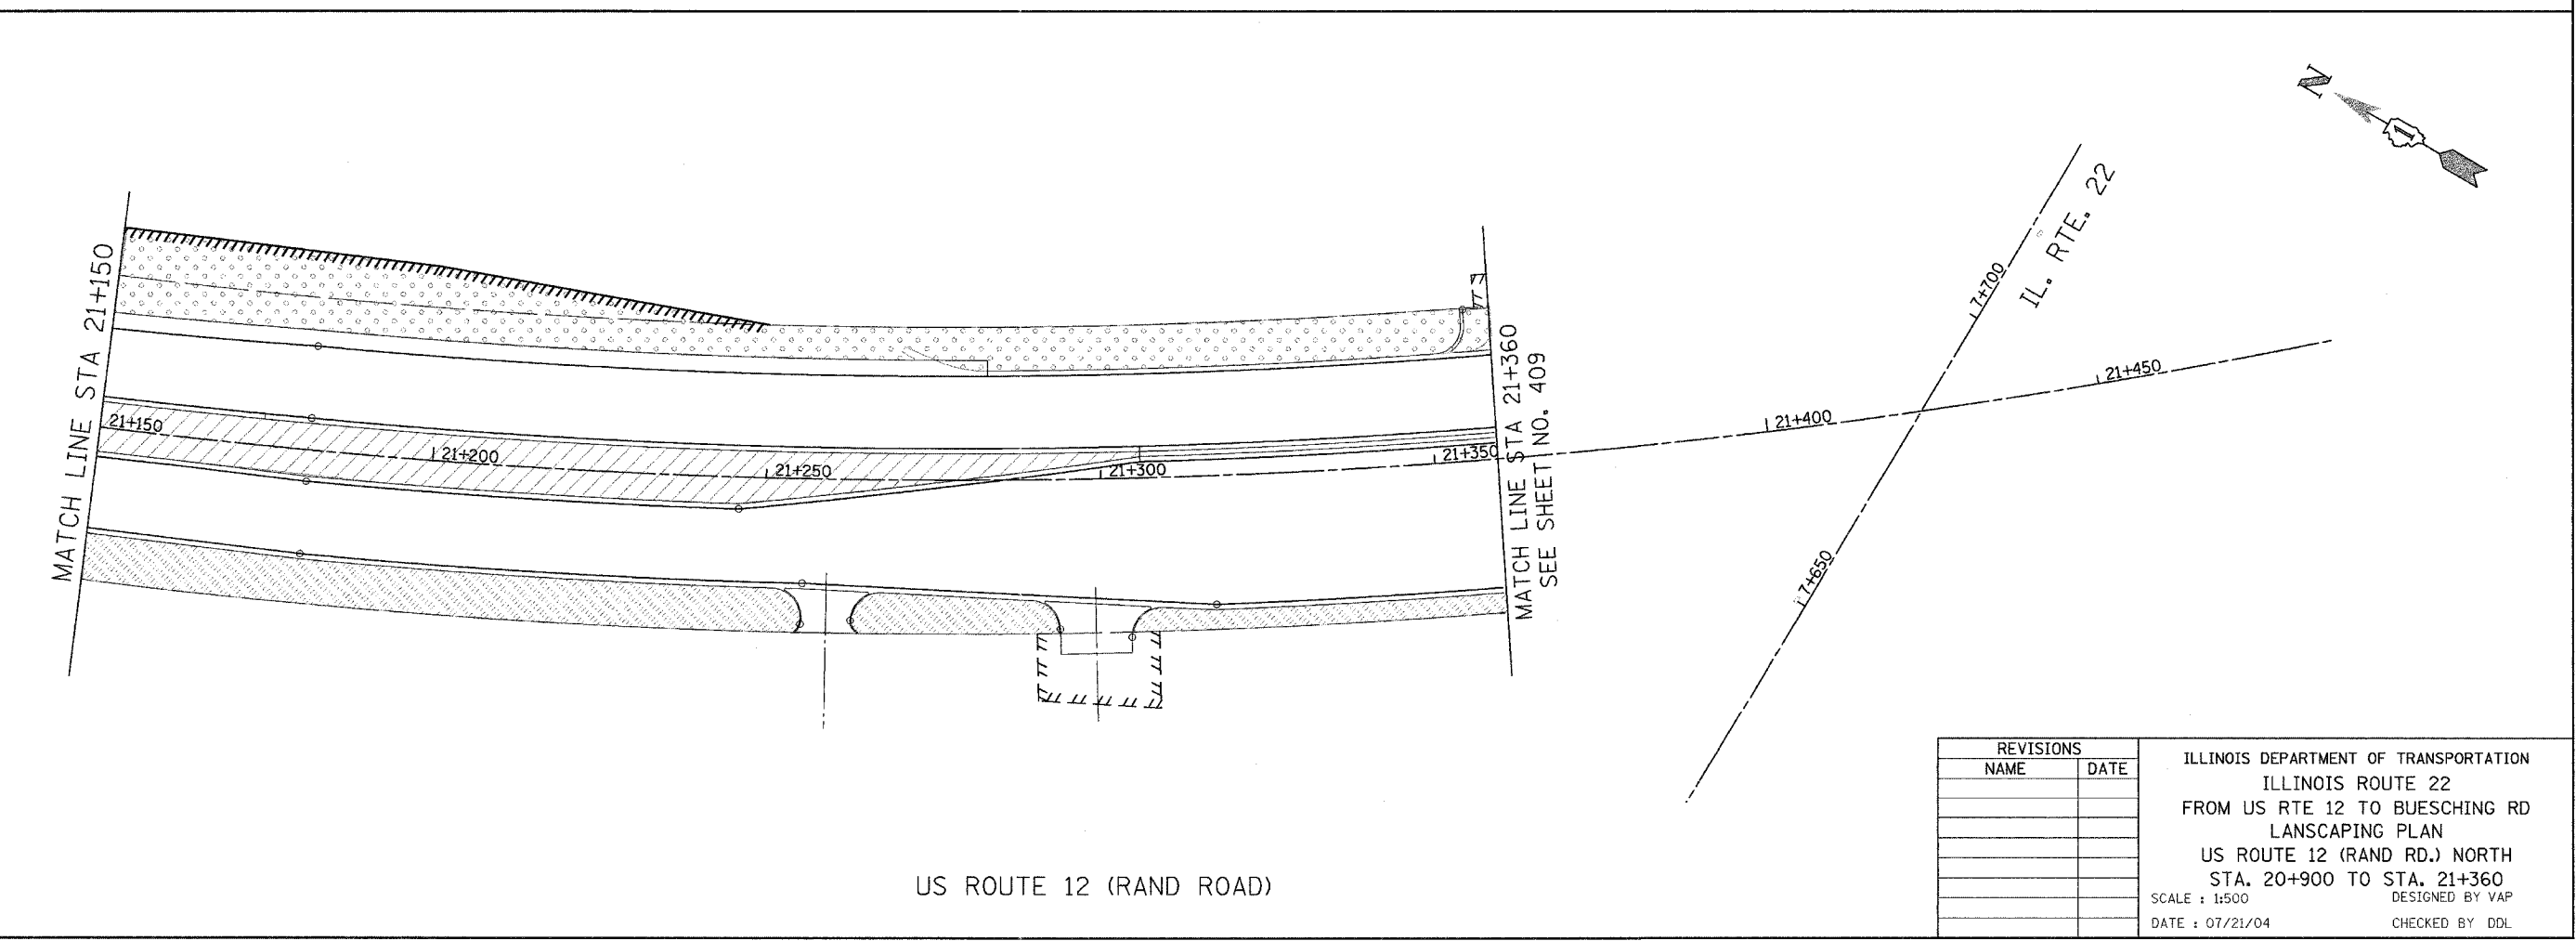 N
1
IL. RTE. 22
7+700
7+650
MATCH LINE STA 21+150
21+150
21+200
21+250
21+300
21+350
MATCH LINE STA 21+360
SEE SHEET NO. 409
21+400
21+450
US ROUTE 12 (RAND ROAD)
REVISIONS
NAME DATE
ILLINOIS DEPARTMENT OF TRANSPORTATION
ILLINOIS ROUTE 22
FROM US RTE 12 TO BUESCHING RD
LANSCAPING PLAN
US ROUTE 12 (RAND RD.) NORTH
STA. 20+900 TO STA. 21+360
SCALE : 1:500 DESIGNED BY VAP
DATE : 07/21/04 CHECKED BY DDL